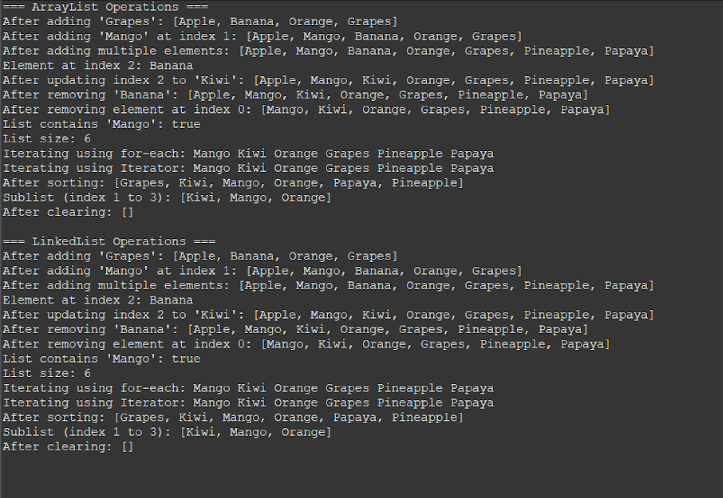 === ArrayList Operations ===
After adding 'Grapes': [Apple, Banana, Orange, Grapes]
After adding 'Mango' at index 1: [Apple, Mango, Banana, Orange, Grapes]
After adding multiple elements: [Apple, Mango, Banana, Orange, Grapes, Pineapple, Papaya]
Element at index 2: Banana
After updating index 2 to 'Kiwi': [Apple, Mango, Kiwi, Orange, Grapes, Pineapple, Papaya]
After removing 'Banana': [Apple, Mango, Kiwi, Orange, Grapes, Pineapple, Papaya]
After removing element at index 0: [Mango, Kiwi, Orange, Grapes, Pineapple, Papaya]
List contains 'Mango': true
List size: 6
Iterating using for-each: Mango Kiwi Orange Grapes Pineapple Papaya
Iterating using Iterator: Mango Kiwi Orange Grapes Pineapple Papaya
After sorting: [Grapes, Kiwi, Mango, Orange, Papaya, Pineapple]
Sublist (index 1 to 3): [Kiwi, Mango, Orange]
After clearing: []
=== LinkedList Operations ===
After adding 'Grapes': [Apple, Banana, Orange, Grapes]
After adding 'Mango' at index 1: [Apple, Mango, Banana, Orange, Grapes]
After adding multiple elements: [Apple, Mango, Banana, Orange, Grapes, Pineapple, Papaya]
Element at index 2: Banana
After updating index 2 to 'Kiwi': [Apple, Mango, Kiwi, Orange, Grapes, Pineapple, Papaya]
After removing 'Banana': [Apple, Mango, Kiwi, Orange, Grapes, Pineapple, Papaya]
After removing element at index 0: [Mango, Kiwi, Orange, Grapes, Pineapple, Papaya]
List contains 'Mango': true
List size: 6
Iterating using for-each: Mango Kiwi Orange Grapes Pineapple Papaya
Iterating using Iterator: Mango Kiwi Orange Grapes Pineapple Papaya
After sorting: [Grapes, Kiwi, Mango, Orange, Papaya, Pineapple]
Sublist (index 1 to 3): [Kiwi, Mango, Orange]
After clearing: []